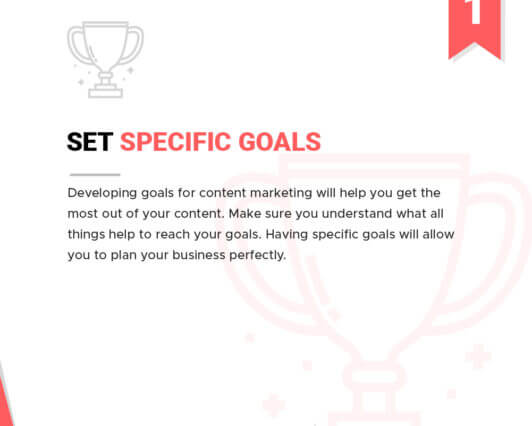 1
SET SPECIFIC GOALS
Developing goals for content marketing will help you get the
most out of your content. Make sure you understand what all
things help to reach your goals. Having specific goals will allow
you to plan your business perfectly.